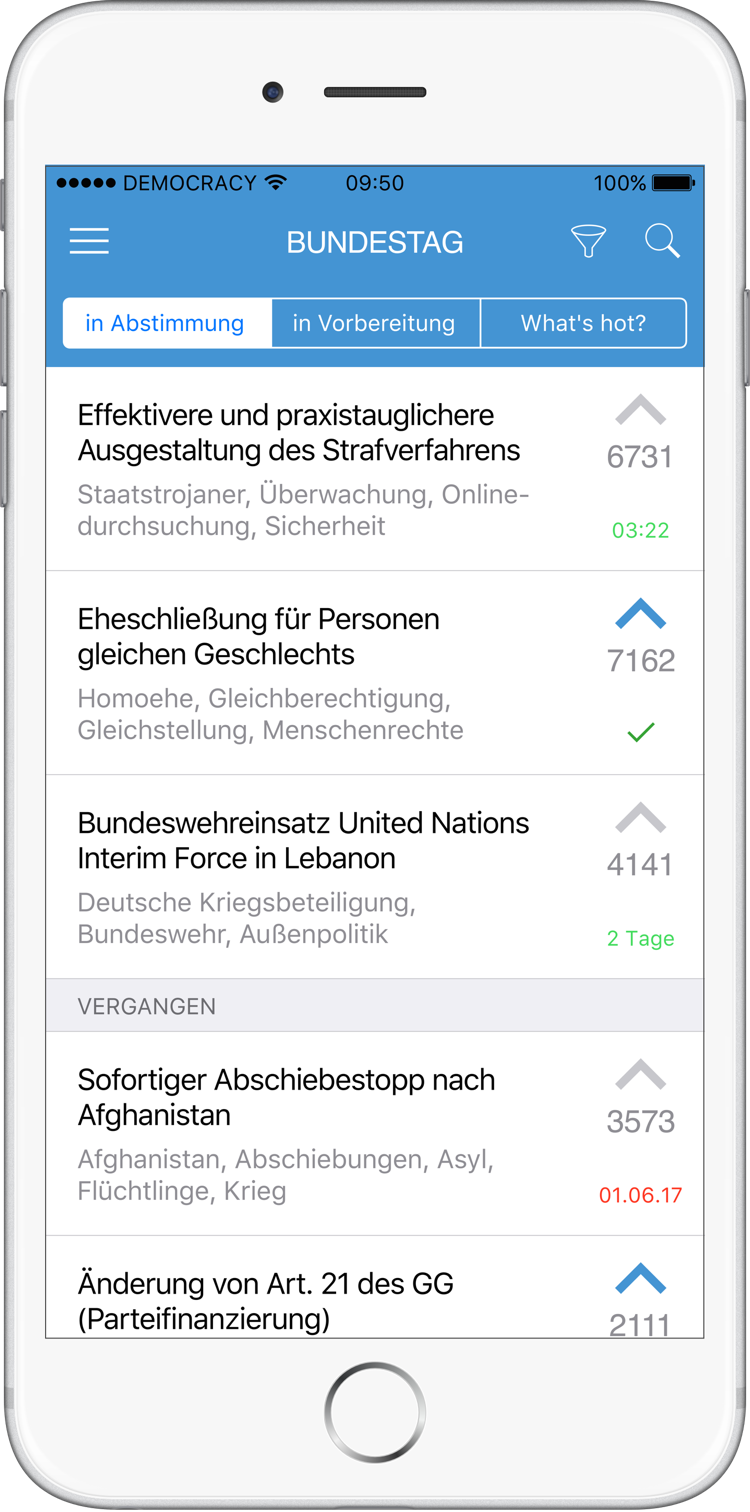 DEMOCRACY 09:50 100%
BUNDESTAG
in Abstimmung in Vorbereitung What's hot?
Effektivere und praxistauglichere
Ausgestaltung des Strafverfahrens
6731
Staatstrojaner, Überwachung, Online-
durchsuchung, Sicherheit
03:22
Eheschließung für Personen
gleichen Geschlechts
7162
Homoehe, Gleichberechtigung,
Gleichstellung, Menschenrechte
Bundeswehreinsatz United Nations
Interim Force in Lebanon
4141
Deutsche Kriegsbeteiligung,
Bundeswehr, Außenpolitik
2 Tage
VERGANGEN
Sofortiger Abschiebestopp nach
Afghanistan
3573
Afghanistan, Abschiebungen, Asyl,
Flüchtlinge, Krieg
01.06.17
Änderung von Art. 21 des GG
(Parteifinanzierung)
2111